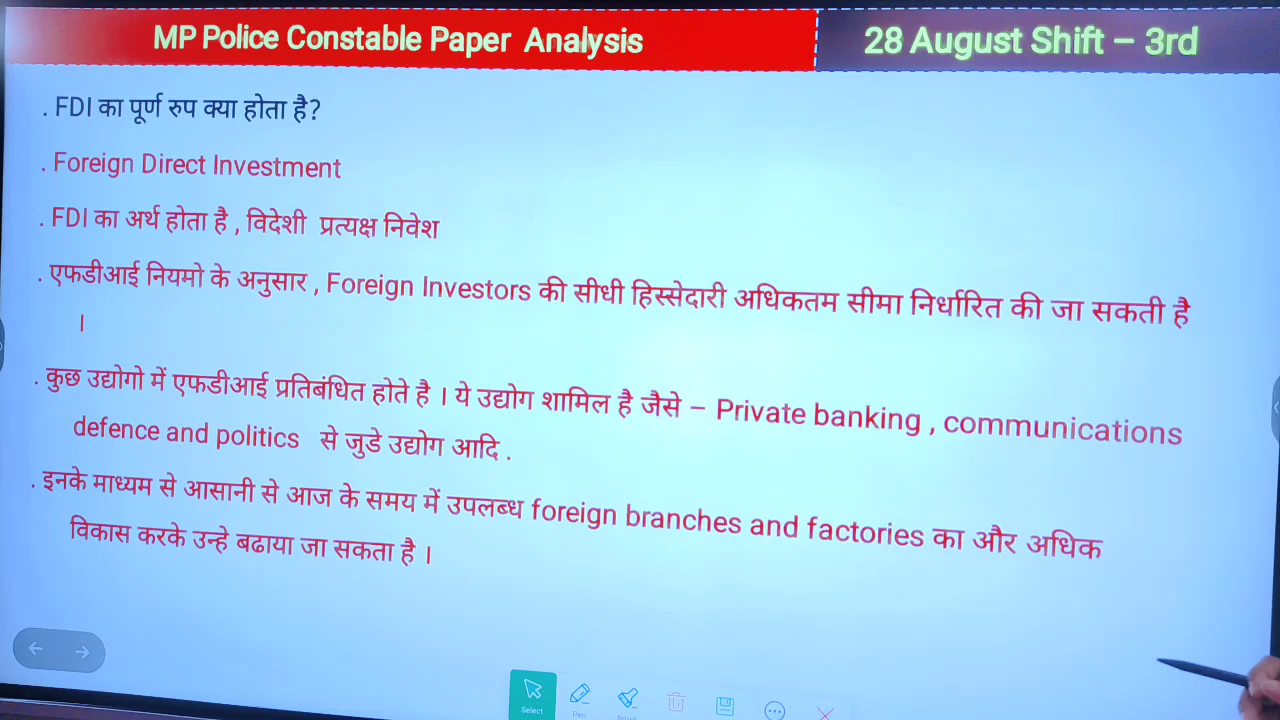 MP Police Constable Paper Analysis
28 August Shift – 3rd
. FDI का पूर्ण रुप क्या होता है?
. Foreign Direct Investment
. FDI का अर्थ होता है , विदेशी प्रत्यक्ष निवेश
. एफडीआई नियमो के अनुसार , Foreign Investors की सीधी हिस्सेदारी अधिकतम सीमा निर्धारित की जा सकती है
।
. कुछ उद्योगो में एफडीआई प्रतिबंधित होते है । ये उद्योग शामिल है जैसे – Private banking , communications
defence and politics से जुडे उद्योग आदि .
. इनके माध्यम से आसानी से आज के समय में उपलब्ध foreign branches and factories का और अधिक
विकास करके उन्हे बढाया जा सकता है ।
Select
Pen